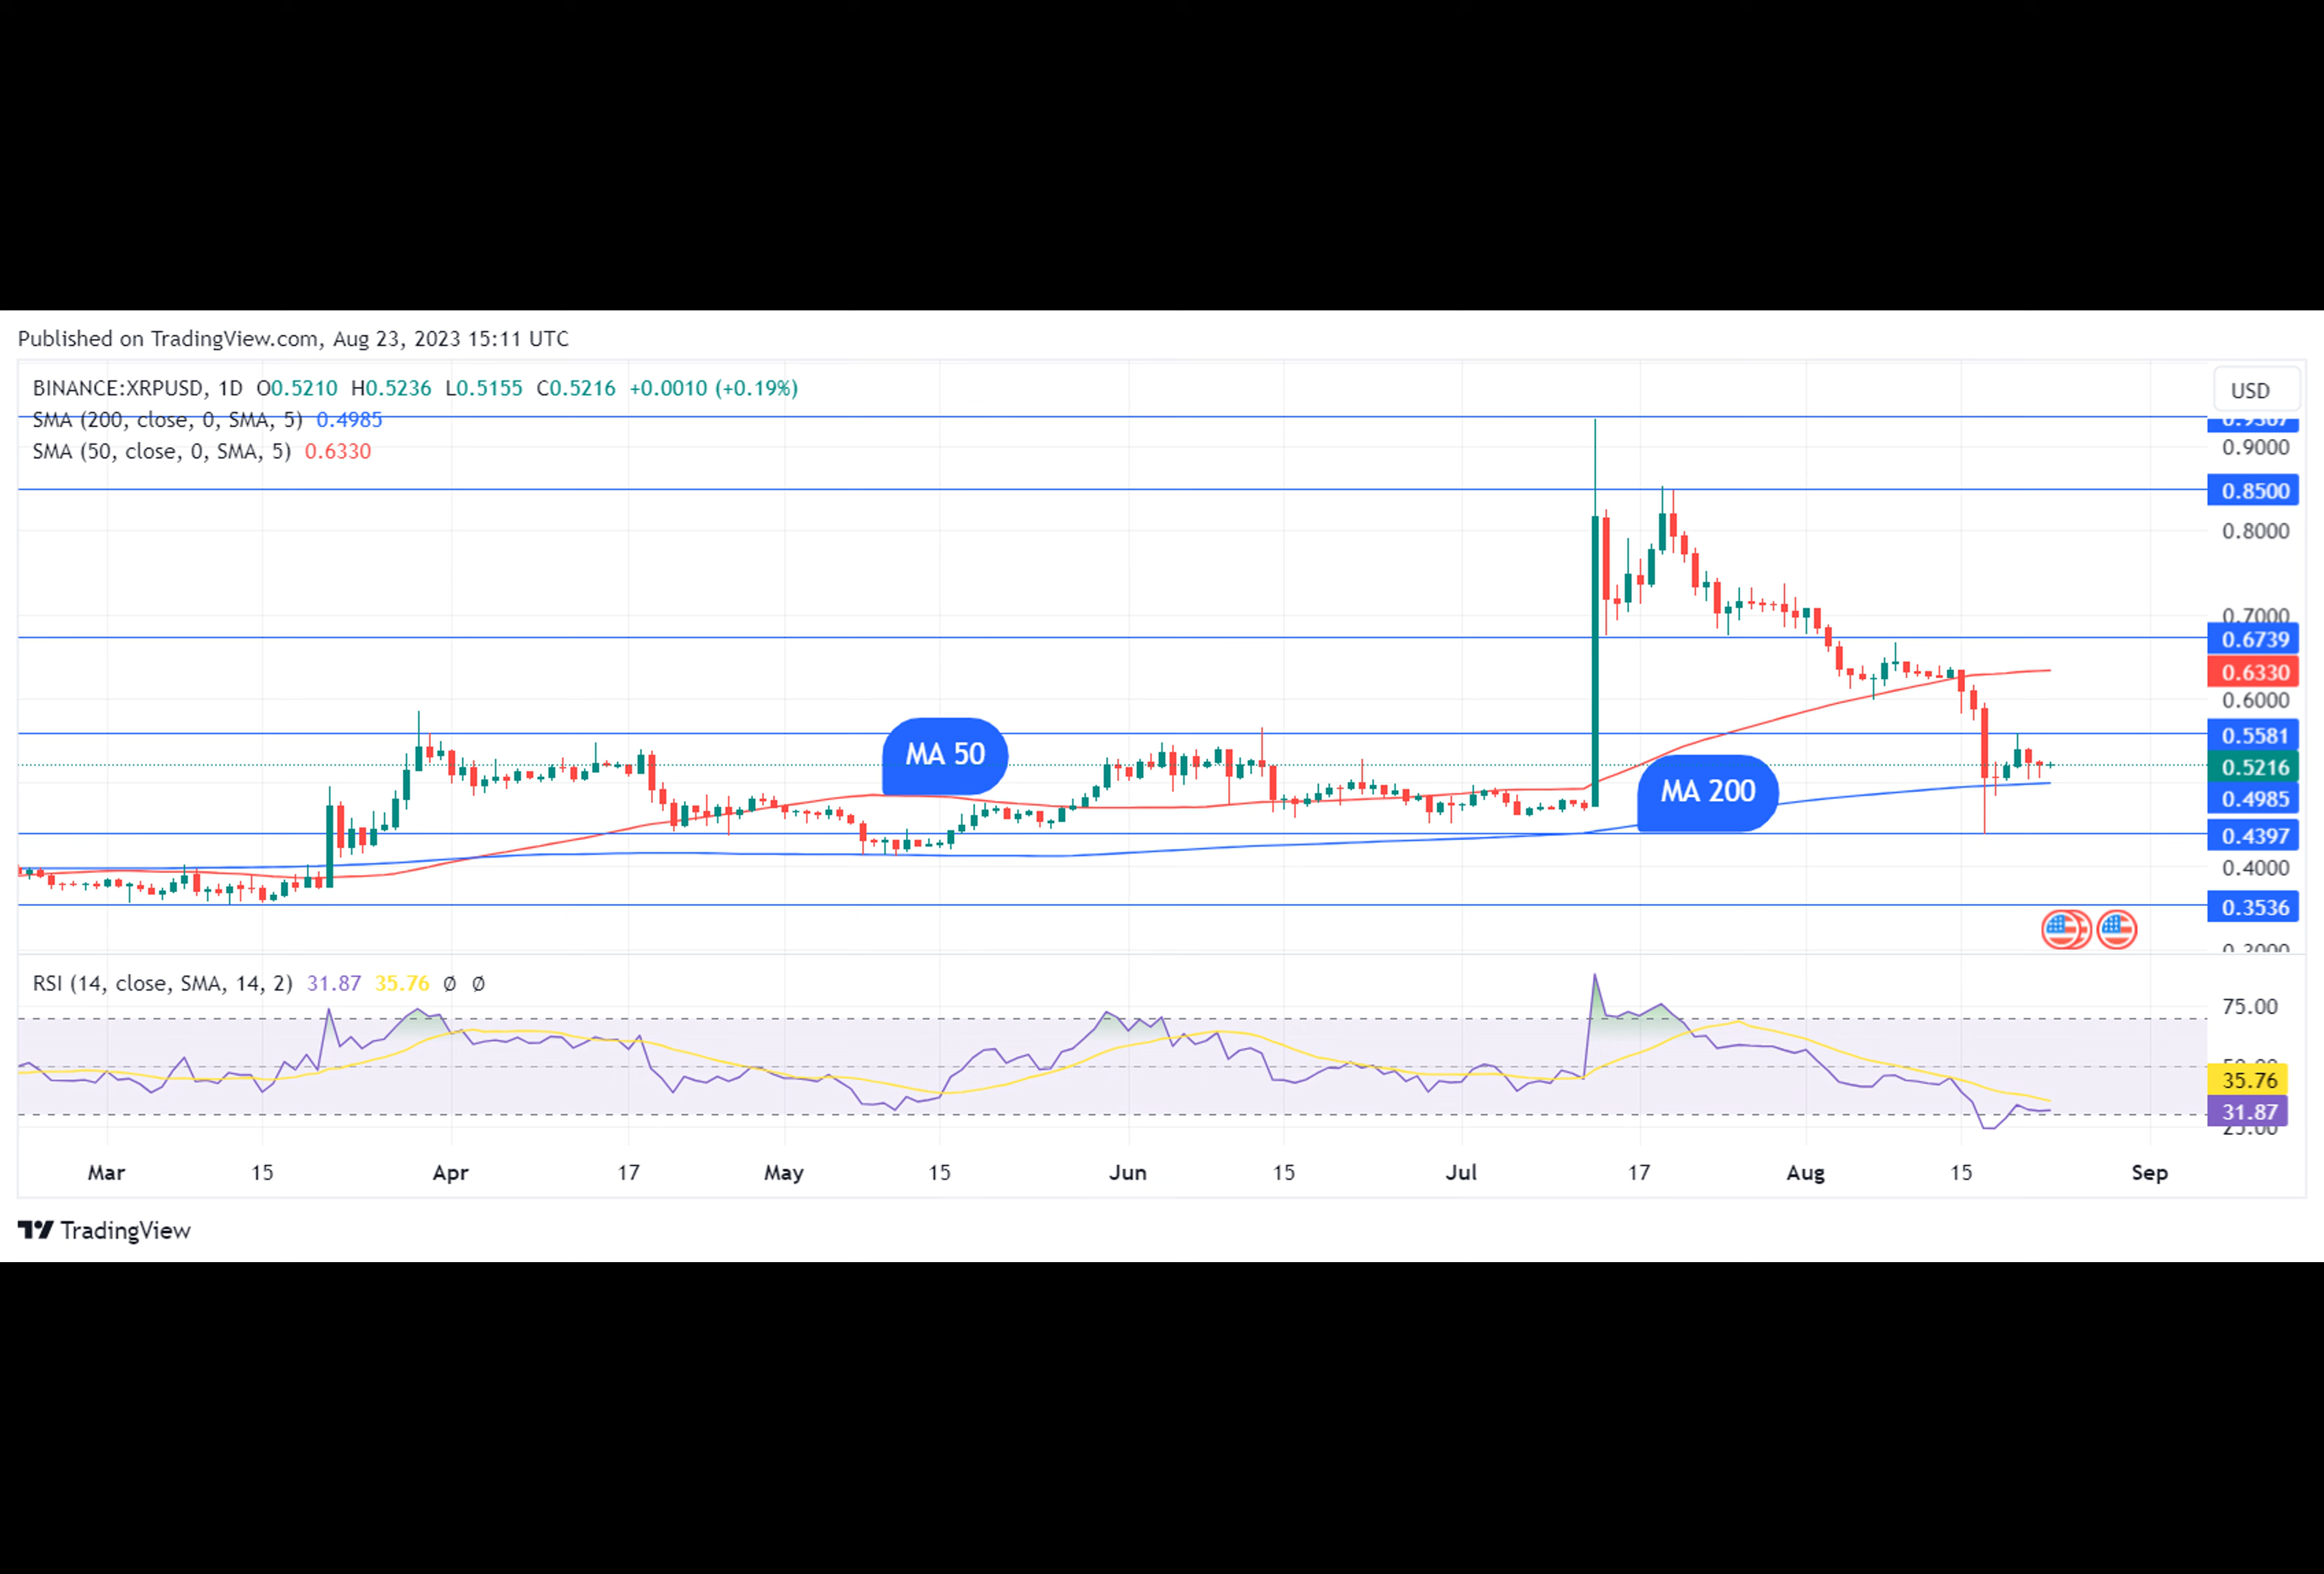 Published on TradingView.com, Aug 23, 2023 15:11 UTC
BINANCE:XRPUSD, 1D O0.5210 H0.5236 L0.5155 C0.5216 +0.0010 (+0.19%)
USD
SMA (200, close, 0, SMA, 5) 0.4985
SMA (50, close, 0, SMA, 5) 0.6330
0.9000
0.8500
0.8000
0.7000
0.6739
0.6330
0.6000
0.5581
MA 50
0.5216
MA 200
0.4985
0.4397
0.4000
0.3536
RSI (14, close, SMA, 14, 2) 31.87 35.76 Ø Ø
75.00
35.76
31.87
Mar 15 Apr 17 May 15 Jun 15 Jul 17 Aug 15 Sep
TradingView